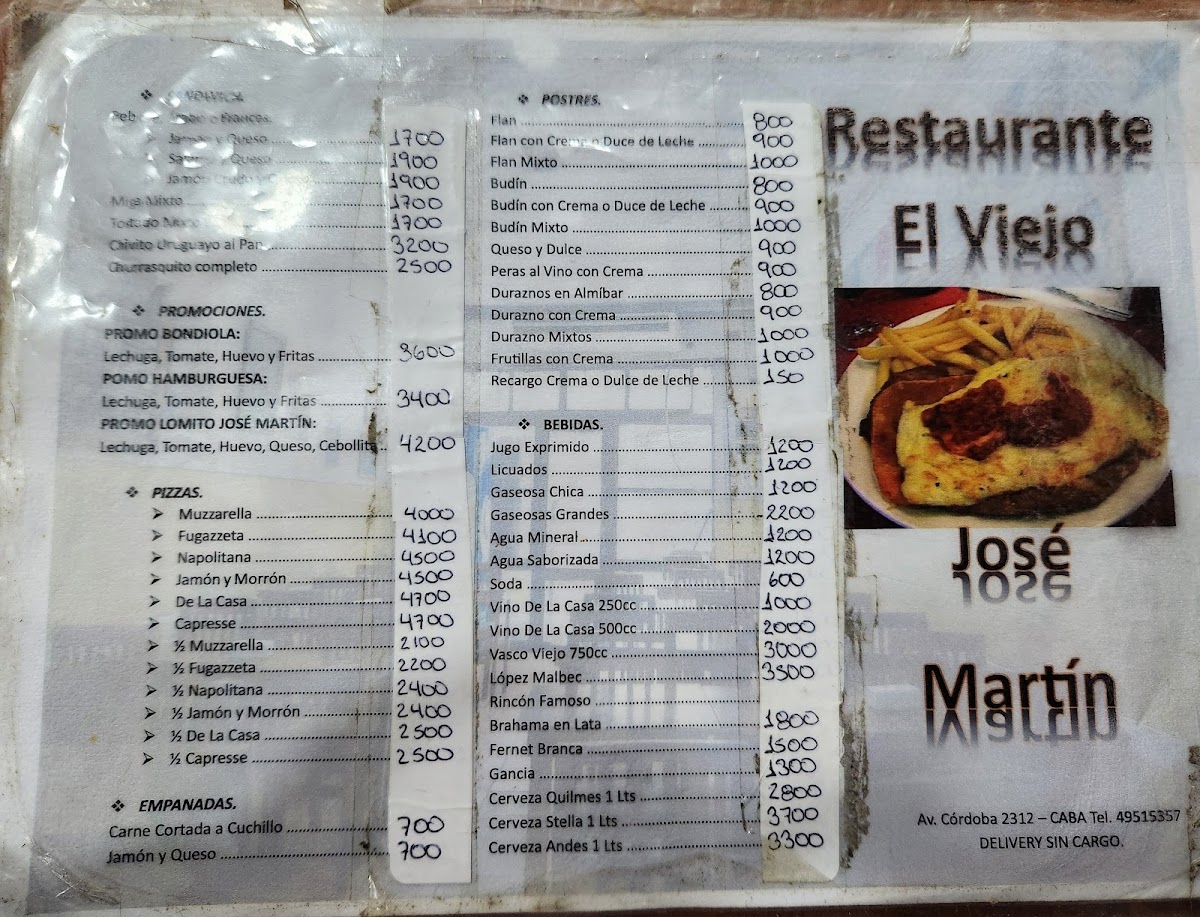 ❖ SANDWICH.
Peb
o Frances.
➢ Jamón y Queso 1700
➢ y Queso 1900
➢ Jamón Crudo y 1900
Miga Mixto 1700
Tostado Mixto 1700
Chivito Uruguayo al Pan 3200
Churrasquito completo 2500
❖ PROMOCIONES.
PROMO BONDIOLA:
Lechuga, Tomate, Huevo y Fritas 3600
POMO HAMBURGUESA:
Lechuga, Tomate, Huevo y Fritas 3400
PROMO LOMITO JOSÉ MARTÍN:
Lechuga, Tomate, Huevo, Queso, Cebollita 4200
❖ PIZZAS.
➢ Muzzarella 4000
➢ Fugazzeta 4100
➢ Napolitana 4500
➢ Jamón y Morrón 4500
➢ De La Casa 4700
➢ Capresse 4700
➢ ½ Muzzarella 2100
➢ ½ Fugazzeta 2200
➢ ½ Napolitana 2400
➢ ½ Jamón y Morrón 2400
➢ ½ De La Casa 2500
➢ ½ Capresse 2500
❖ EMPANADAS.
Carne Cortada a Cuchillo 700
Jamón y Queso 700
❖ POSTRES.
Flan 800
Flan con Crema o Duce de Leche 900
Flan Mixto 1000
Budín 800
Budín con Crema o Duce de Leche 900
Budín Mixto 1000
Queso y Dulce 900
Peras al Vino con Crema 900
Duraznos en Almíbar 800
Durazno con Crema 900
Durazno Mixtos 1000
Frutillas con Crema 1000
Recargo Crema o Dulce de Leche 150
❖ BEBIDAS.
Jugo Exprimido 1200
Licuados 1200
Gaseosa Chica 1200
Gaseosas Grandes 2200
Agua Mineral 1200
Agua Saborizada 1200
Soda 600
Vino De La Casa 250cc 1000
Vino De La Casa 500cc 2000
Vasco Viejo 750cc 3000
López Malbec 3500
Rincón Famoso
Brahama en Lata 1800
Fernet Branca 1500
Gancia 1300
Cerveza Quilmes 1 Lts 2800
Cerveza Stella 1 Lts 3700
Cerveza Andes 1 Lts 3300
Restaurante
El Viejo
José
Martín
Av. Córdoba 2312 – CABA Tel. 49515357
DELIVERY SIN CARGO.